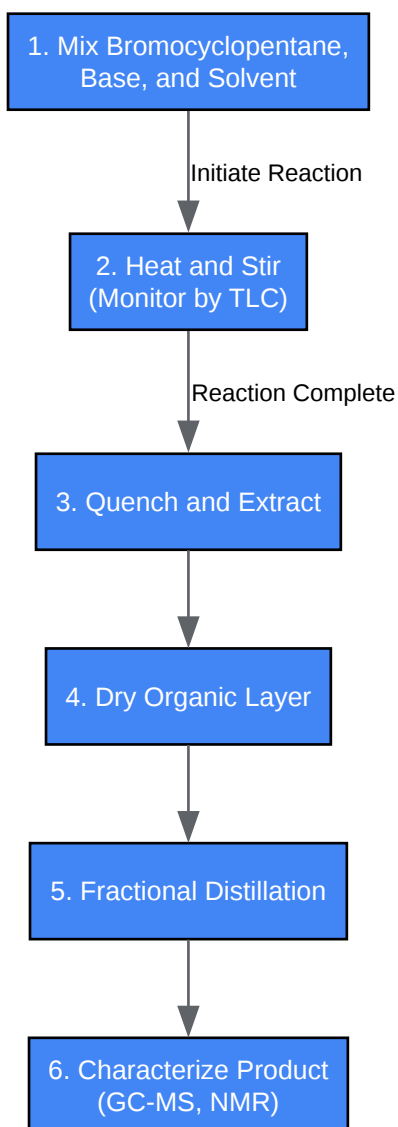 1. Mix Bromocyclopentane,
Base, and Solvent
Initiate Reaction
2. Heat and Stir
(Monitor by TLC)
Reaction Complete
3. Quench and Extract
4. Dry Organic Layer
5. Fractional Distillation
6. Characterize Product
(GC-MS, NMR)